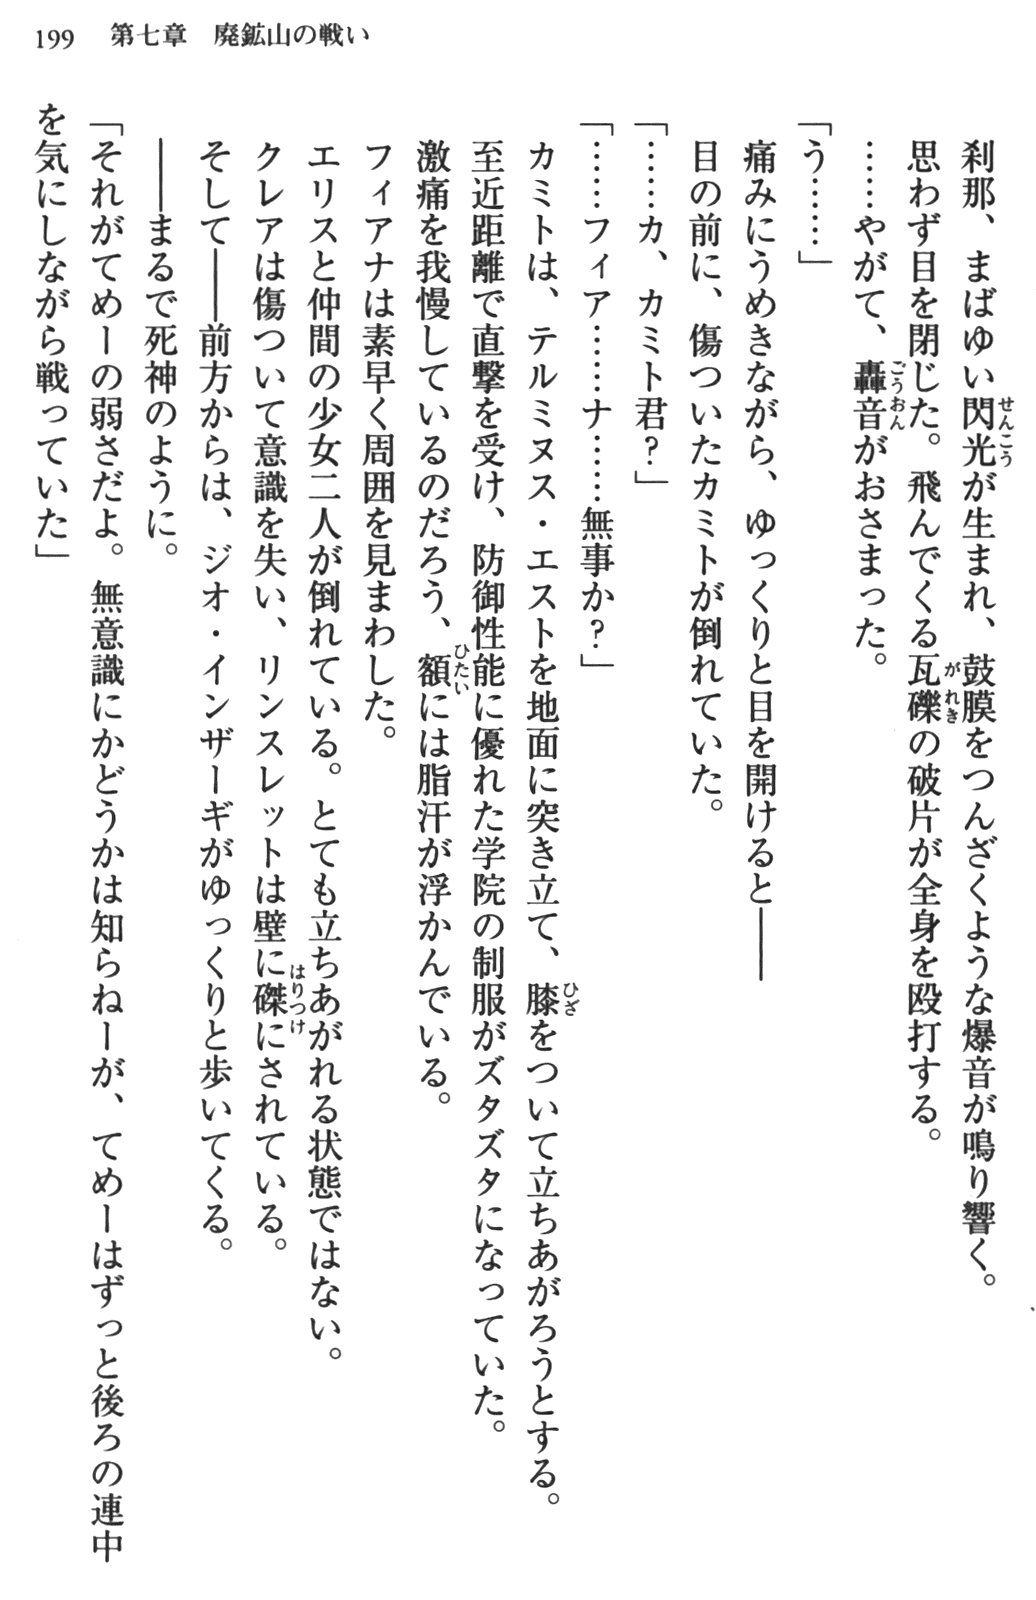 199 第七章 廃鉱山の戦い
刹那、まばゆい閃光が生まれ、鼓膜をつんざくような爆音が鳴り響く。
思わず目を閉じた。飛んでくる瓦礫の破片が全身を殴打する。
……やがて、轟音がおさまった。
「う……」
痛みにうめきながら、ゆっくりと目を開けると――
目の前に、傷ついたカミトが倒れていた。
「……カ、カミト君？」
「……フィア……ナ……無事か？」
カミトは、テルミヌス・エストを地面に突き立て、膝をついて立ちあがろうとする。
至近距離で直撃を受け、防御性能に優れた学院の制服がズタズタになっていた。
激痛を我慢しているのだろう、額には脂汗が浮かんでいる。
フィアナは素早く周囲を見まわした。
エリスと仲間の少女二人が倒れている。とても立ちあがれる状態ではない。
クレアは傷ついて意識を失い、リンスレットは壁に磔にされている。
そして――前方からは、ジオ・インザーギがゆっくりと歩いてくる。
――まるで死神のように。
「それがてめーの弱さだよ。無意識にかどうかは知らねーが、てめーはずっと後ろの連中
を気にしながら戦っていた」